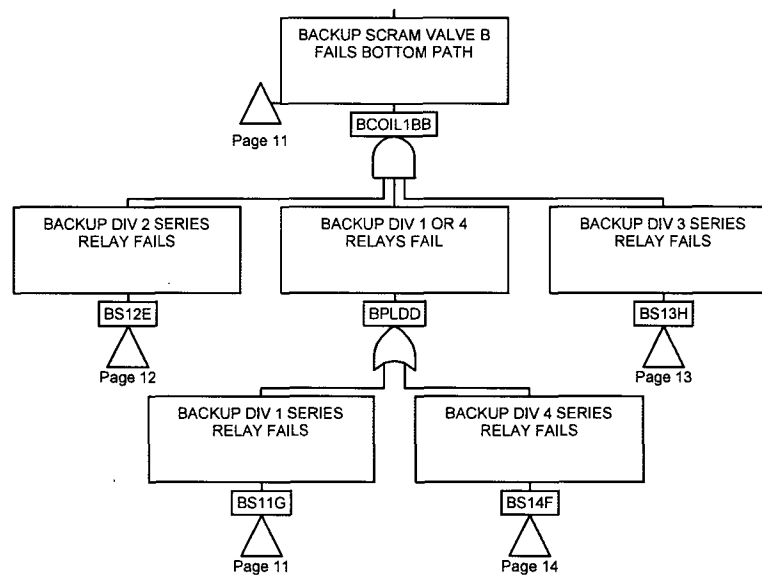 BACKUP SCRAM VALVE B
FAILS BOTTOM PATH
Page 11
BCOIL1BB
BACKUP DIV 2 SERIES
RELAY FAILS
BACKUP DIV 1 OR 4
RELAYS FAIL
BACKUP DIV 3 SERIES
RELAY FAILS
BS12E
BPLDD
BS13H
Page 12
Page 13
BACKUP DIV 1 SERIES
RELAY FAILS
BACKUP DIV 4 SERIES
RELAY FAILS
BS11G
BS14F
Page 11
Page 14